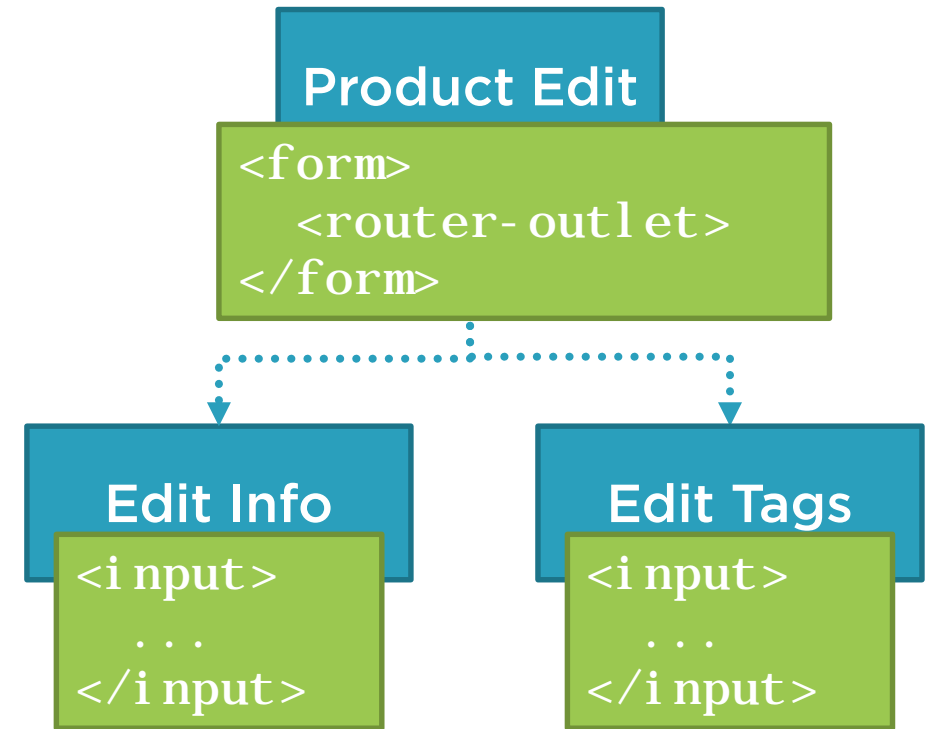 Product Edit
<form>
<router-outlet>
</form>
Edit Info
<input>
...
</input>
Edit Tags
<input>
...
</input>